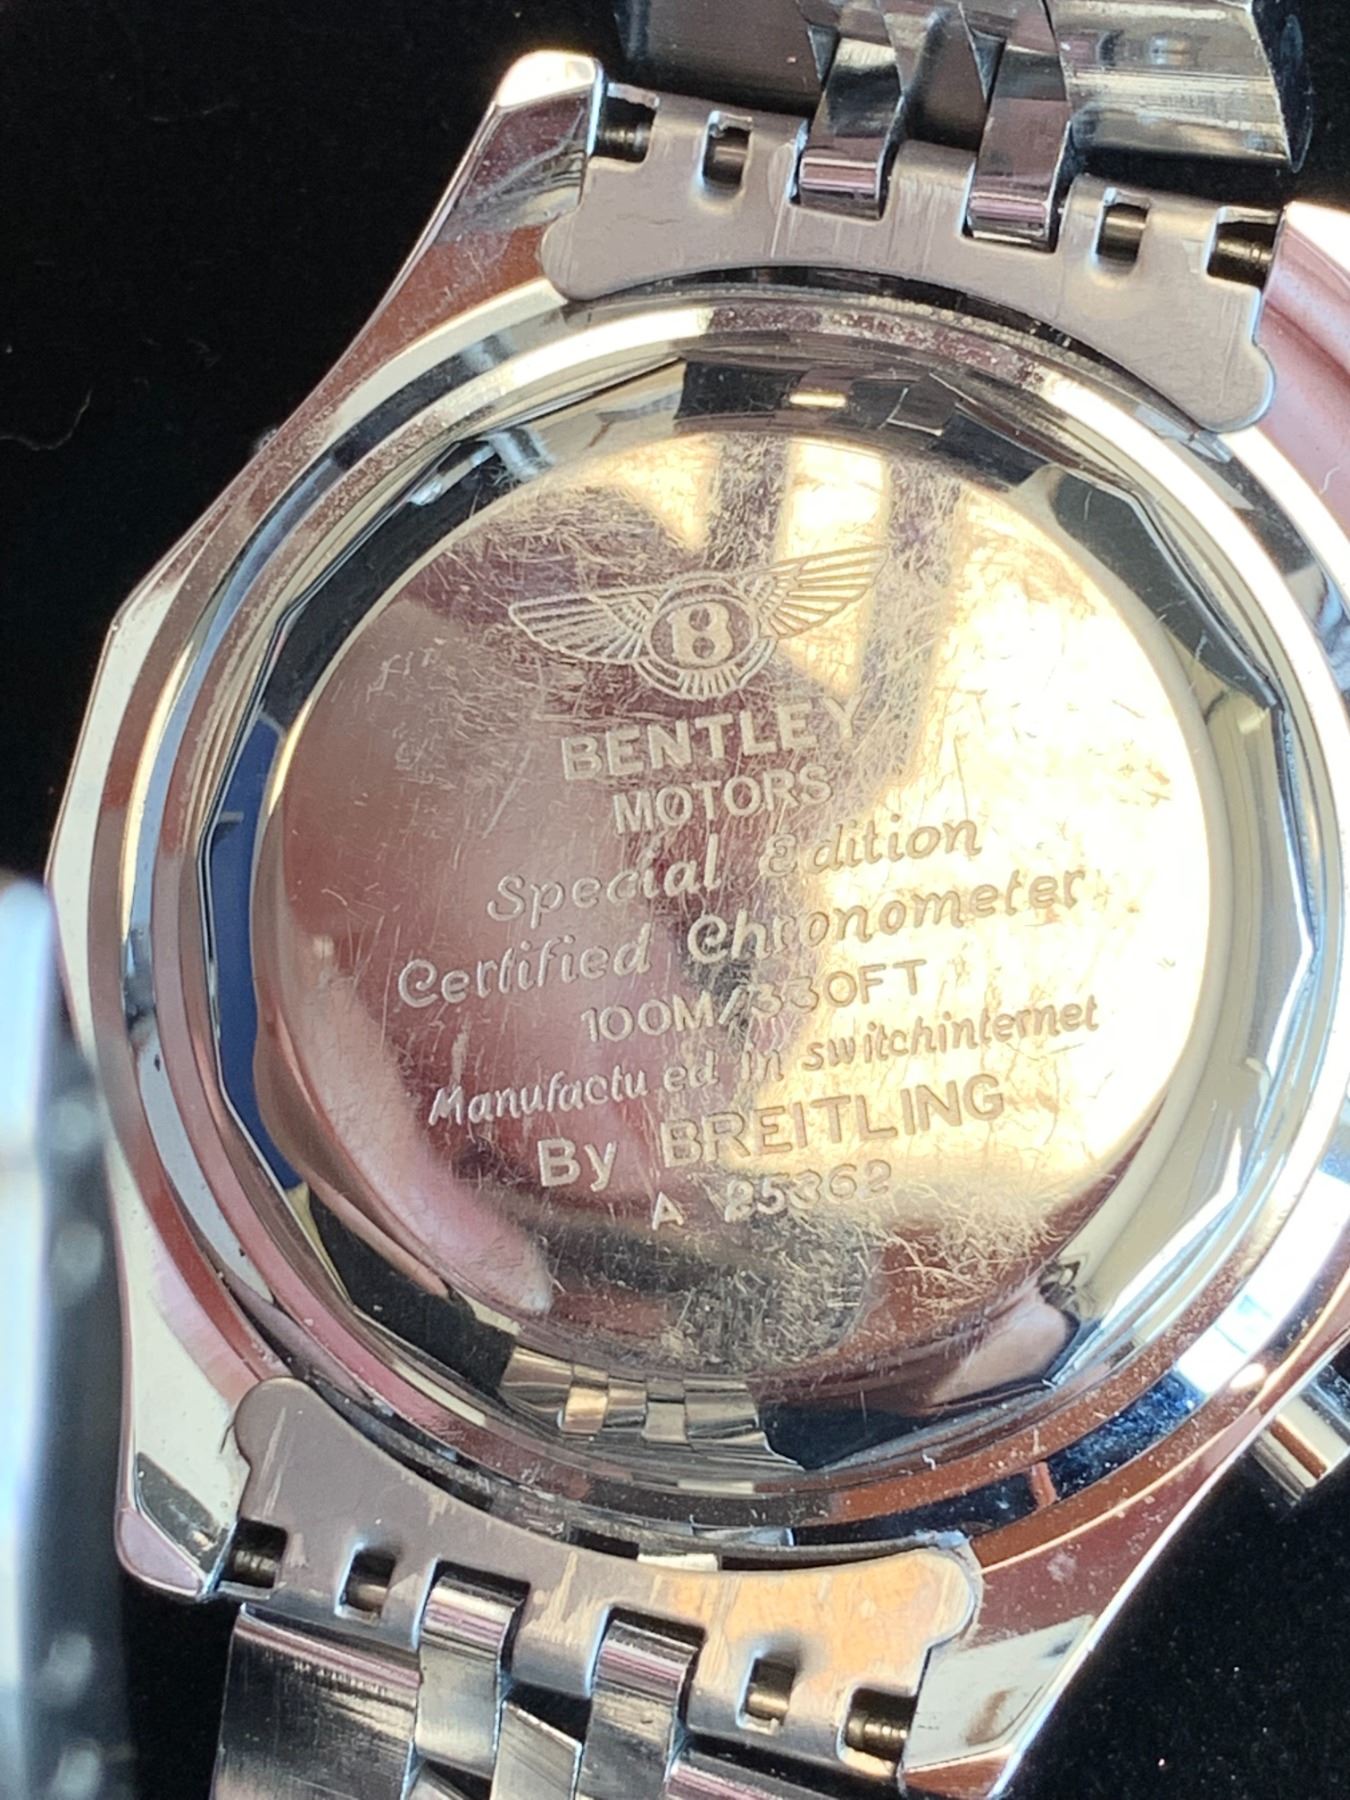 B
BENTLEY
MOTORS
Special Edition
Certified Chronometer
100M/330FT
Manufactu ed in switchinternet
By BREITLING
A 25362